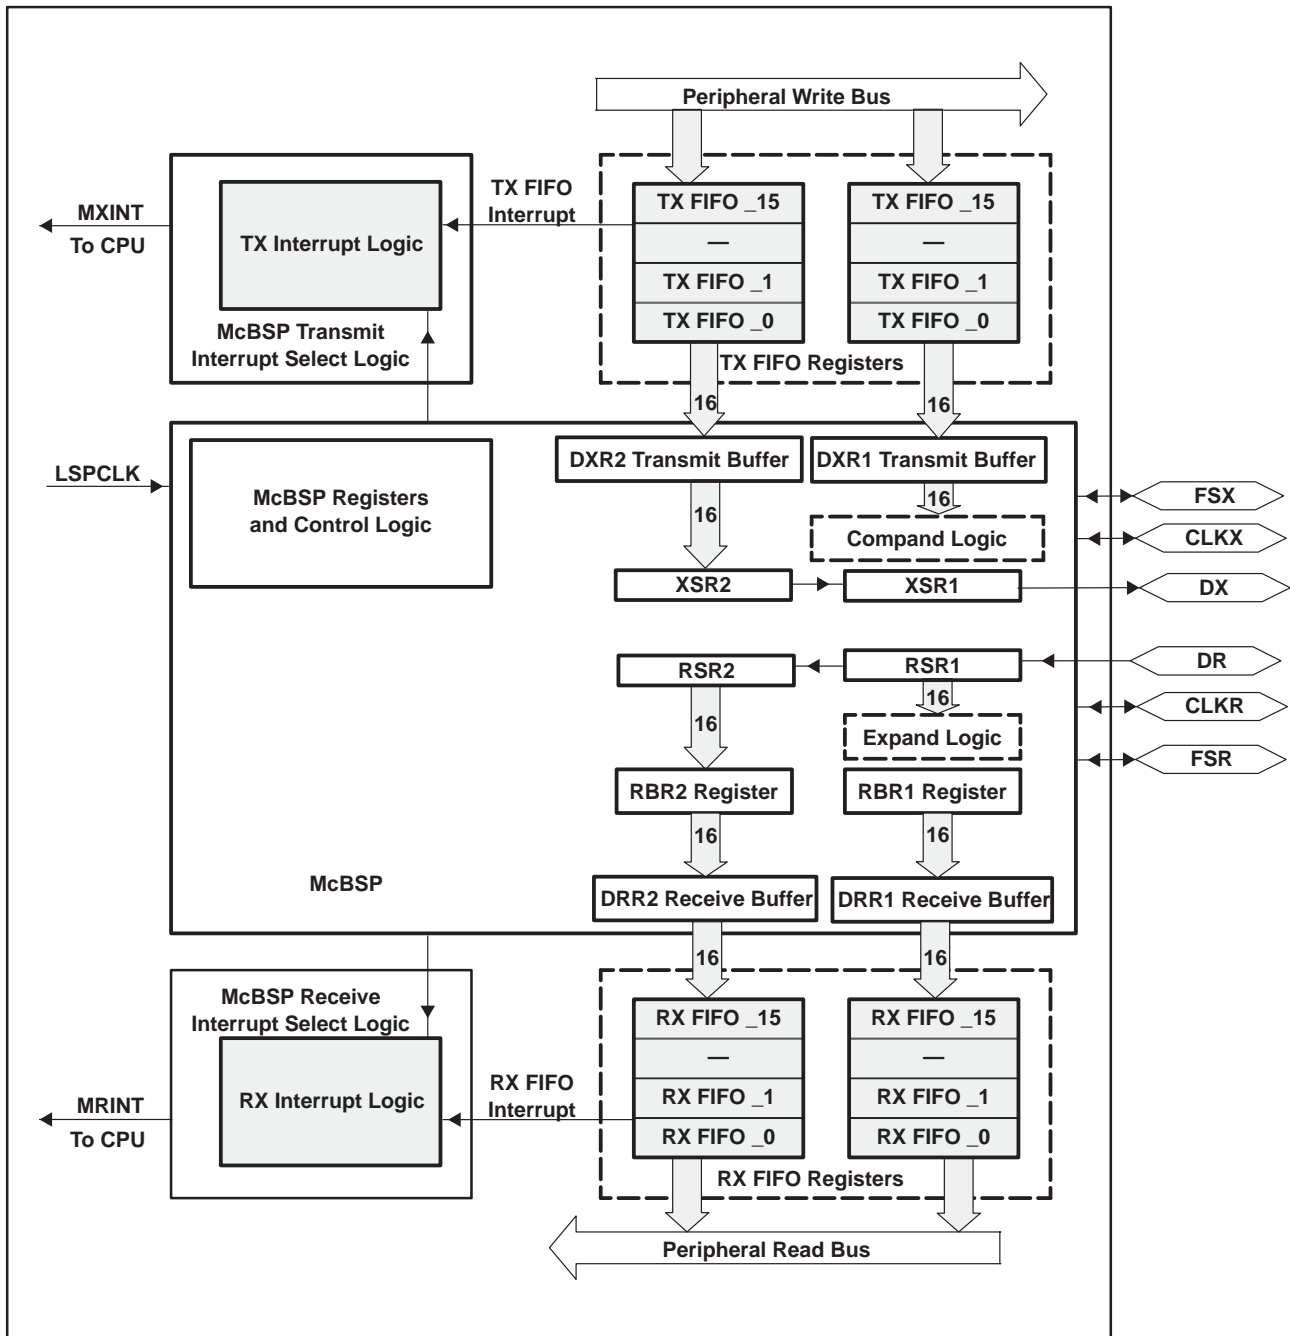 Peripheral Write Bus
TX FIFO
Interrupt
MXINT
To CPU
TX Interrupt Logic
McBSP Transmit
Interrupt Select Logic
TX FIFO _15
—
TX FIFO _1
TX FIFO _0
TX FIFO _15
—
TX FIFO _1
TX FIFO _0
TX FIFO Registers
16
16
LSPCLK
McBSP Registers
and Control Logic
DXR2 Transmit Buffer
DXR1 Transmit Buffer
16
16
Compand Logic
XSR2
XSR1
FSX
CLKX
DX
RSR2
RSR1
DR
16
16
Expand Logic
CLKR
FSR
RBR2 Register
RBR1 Register
16
16
McBSP
DRR2 Receive Buffer
DRR1 Receive Buffer
16
16
McBSP Receive
Interrupt Select Logic
RX Interrupt Logic
MRINT
To CPU
RX FIFO
Interrupt
RX FIFO _15
—
RX FIFO _1
RX FIFO _0
RX FIFO _15
—
RX FIFO _1
RX FIFO _0
RX FIFO Registers
Peripheral Read Bus